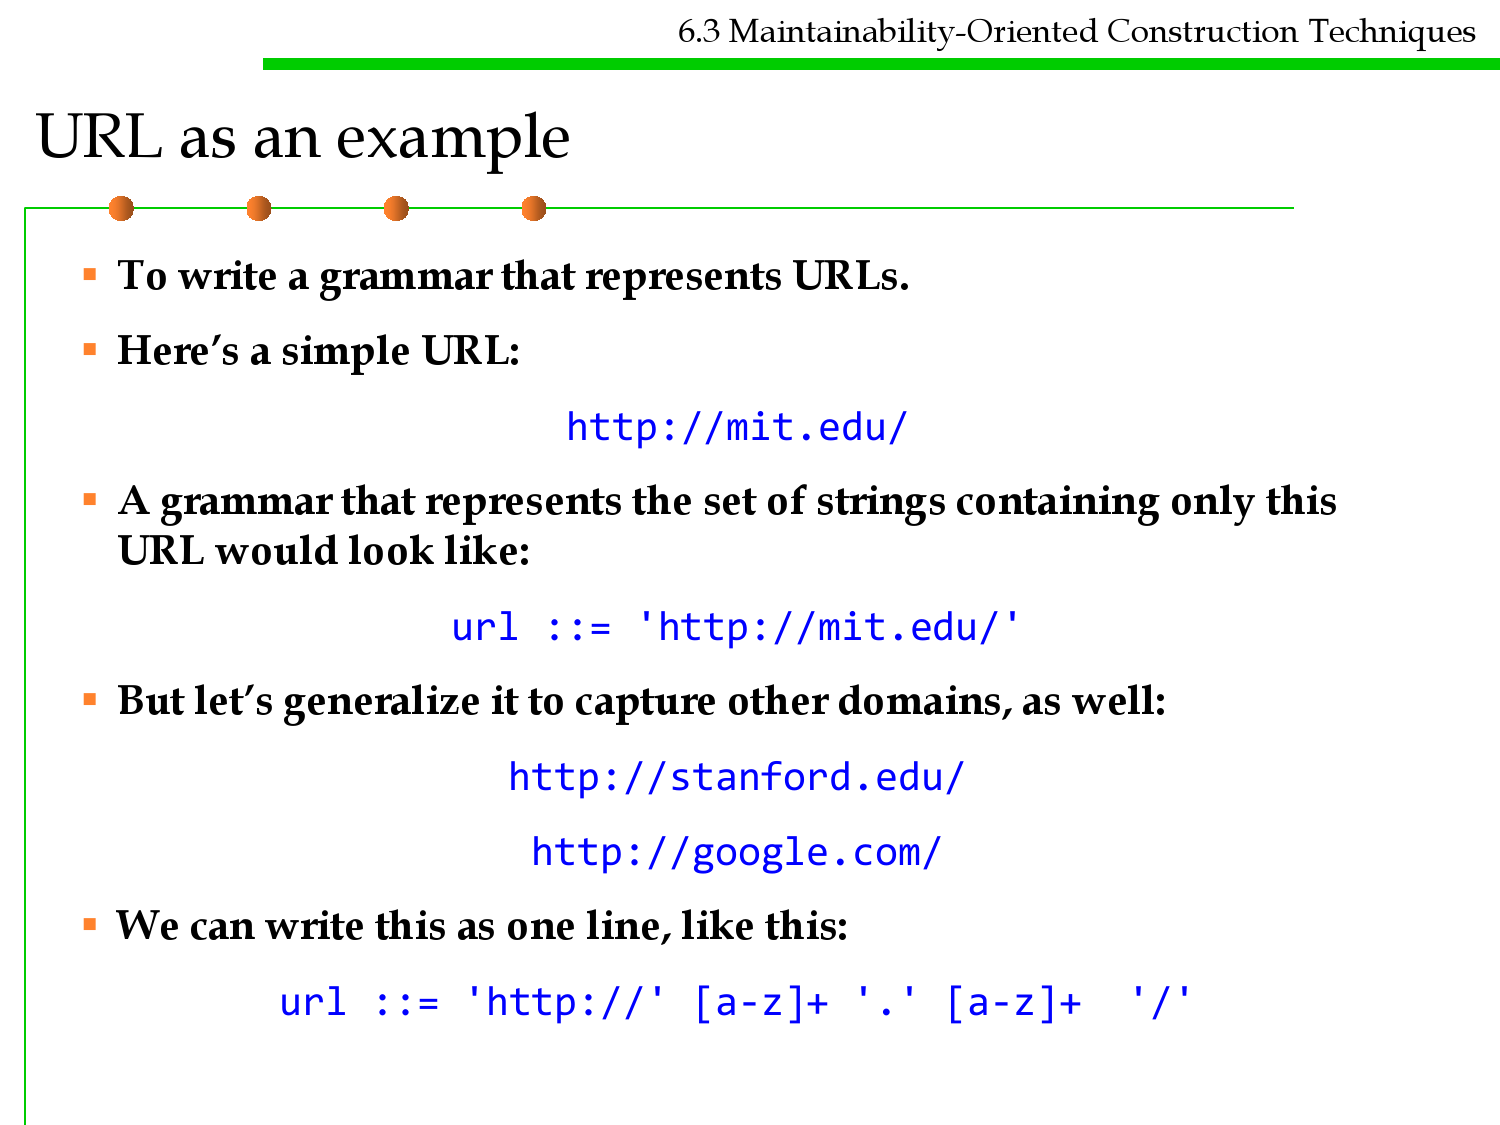 6.3 Maintainability-Oriented Construction Techniques
URL as an example
▪ To write a grammar that represents URLs.
▪ Here’s a simple URL:
http://mit.edu/
▪ A grammar that represents the set of strings containing only this
URL would look like:
url ::= 'http://mit.edu/'
▪ But let’s generalize it to capture other domains, as well:
http://stanford.edu/
http://google.com/
▪ We can write this as one line, like this:
url ::= 'http://' [a-z]+ '.' [a-z]+  '/'